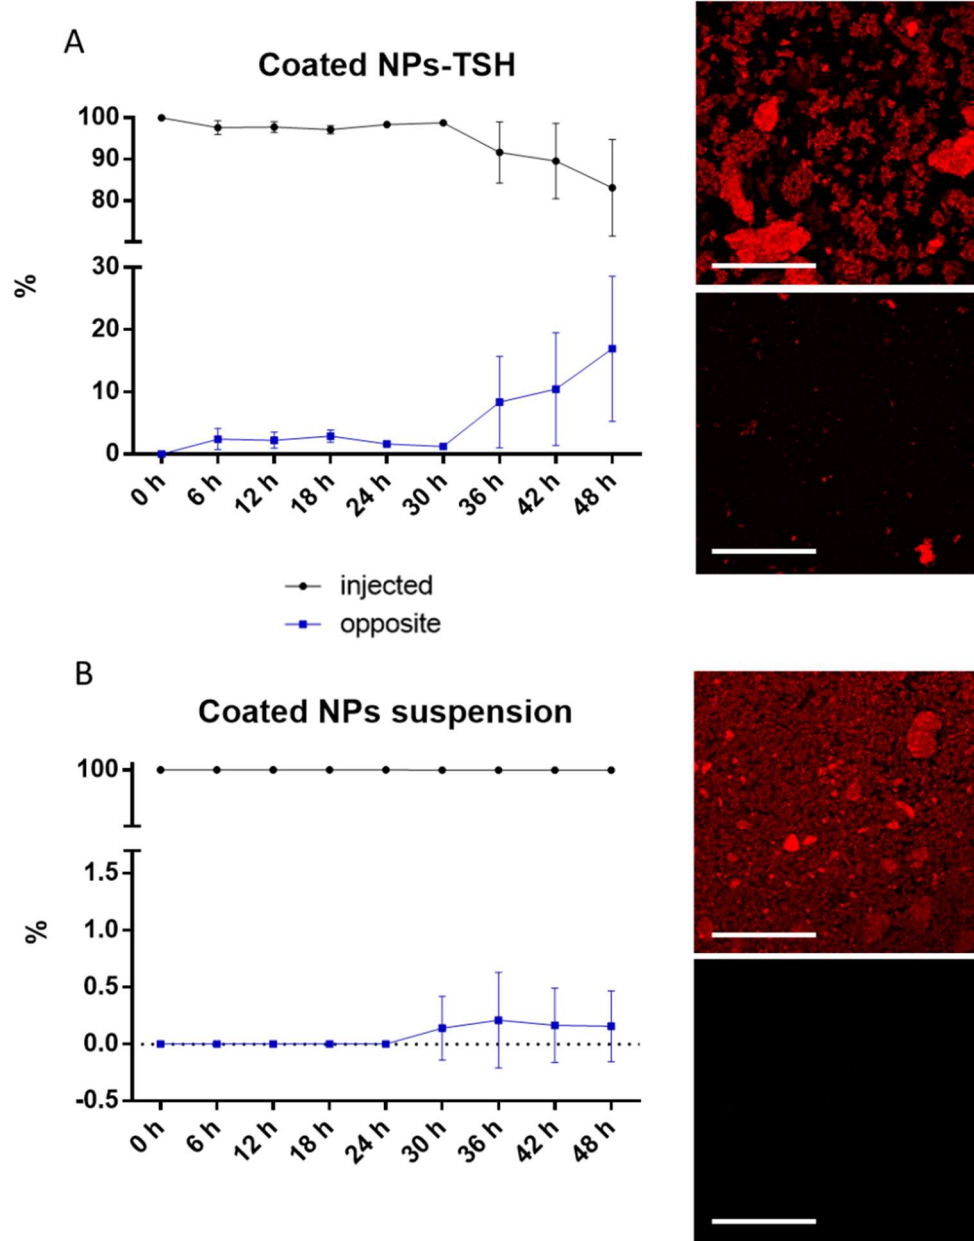 A
Coated NPs-TSH
100
90
80
%
30
20
10
0
0 h 6 h 12 h 18 h 24 h 30 h 36 h 42 h 48 h
injected
opposite
B
Coated NPs suspension
100
%
1.5
1.0
0.5
0.0
-0.5
0 h 6 h 12 h 18 h 24 h 30 h 36 h 42 h 48 h